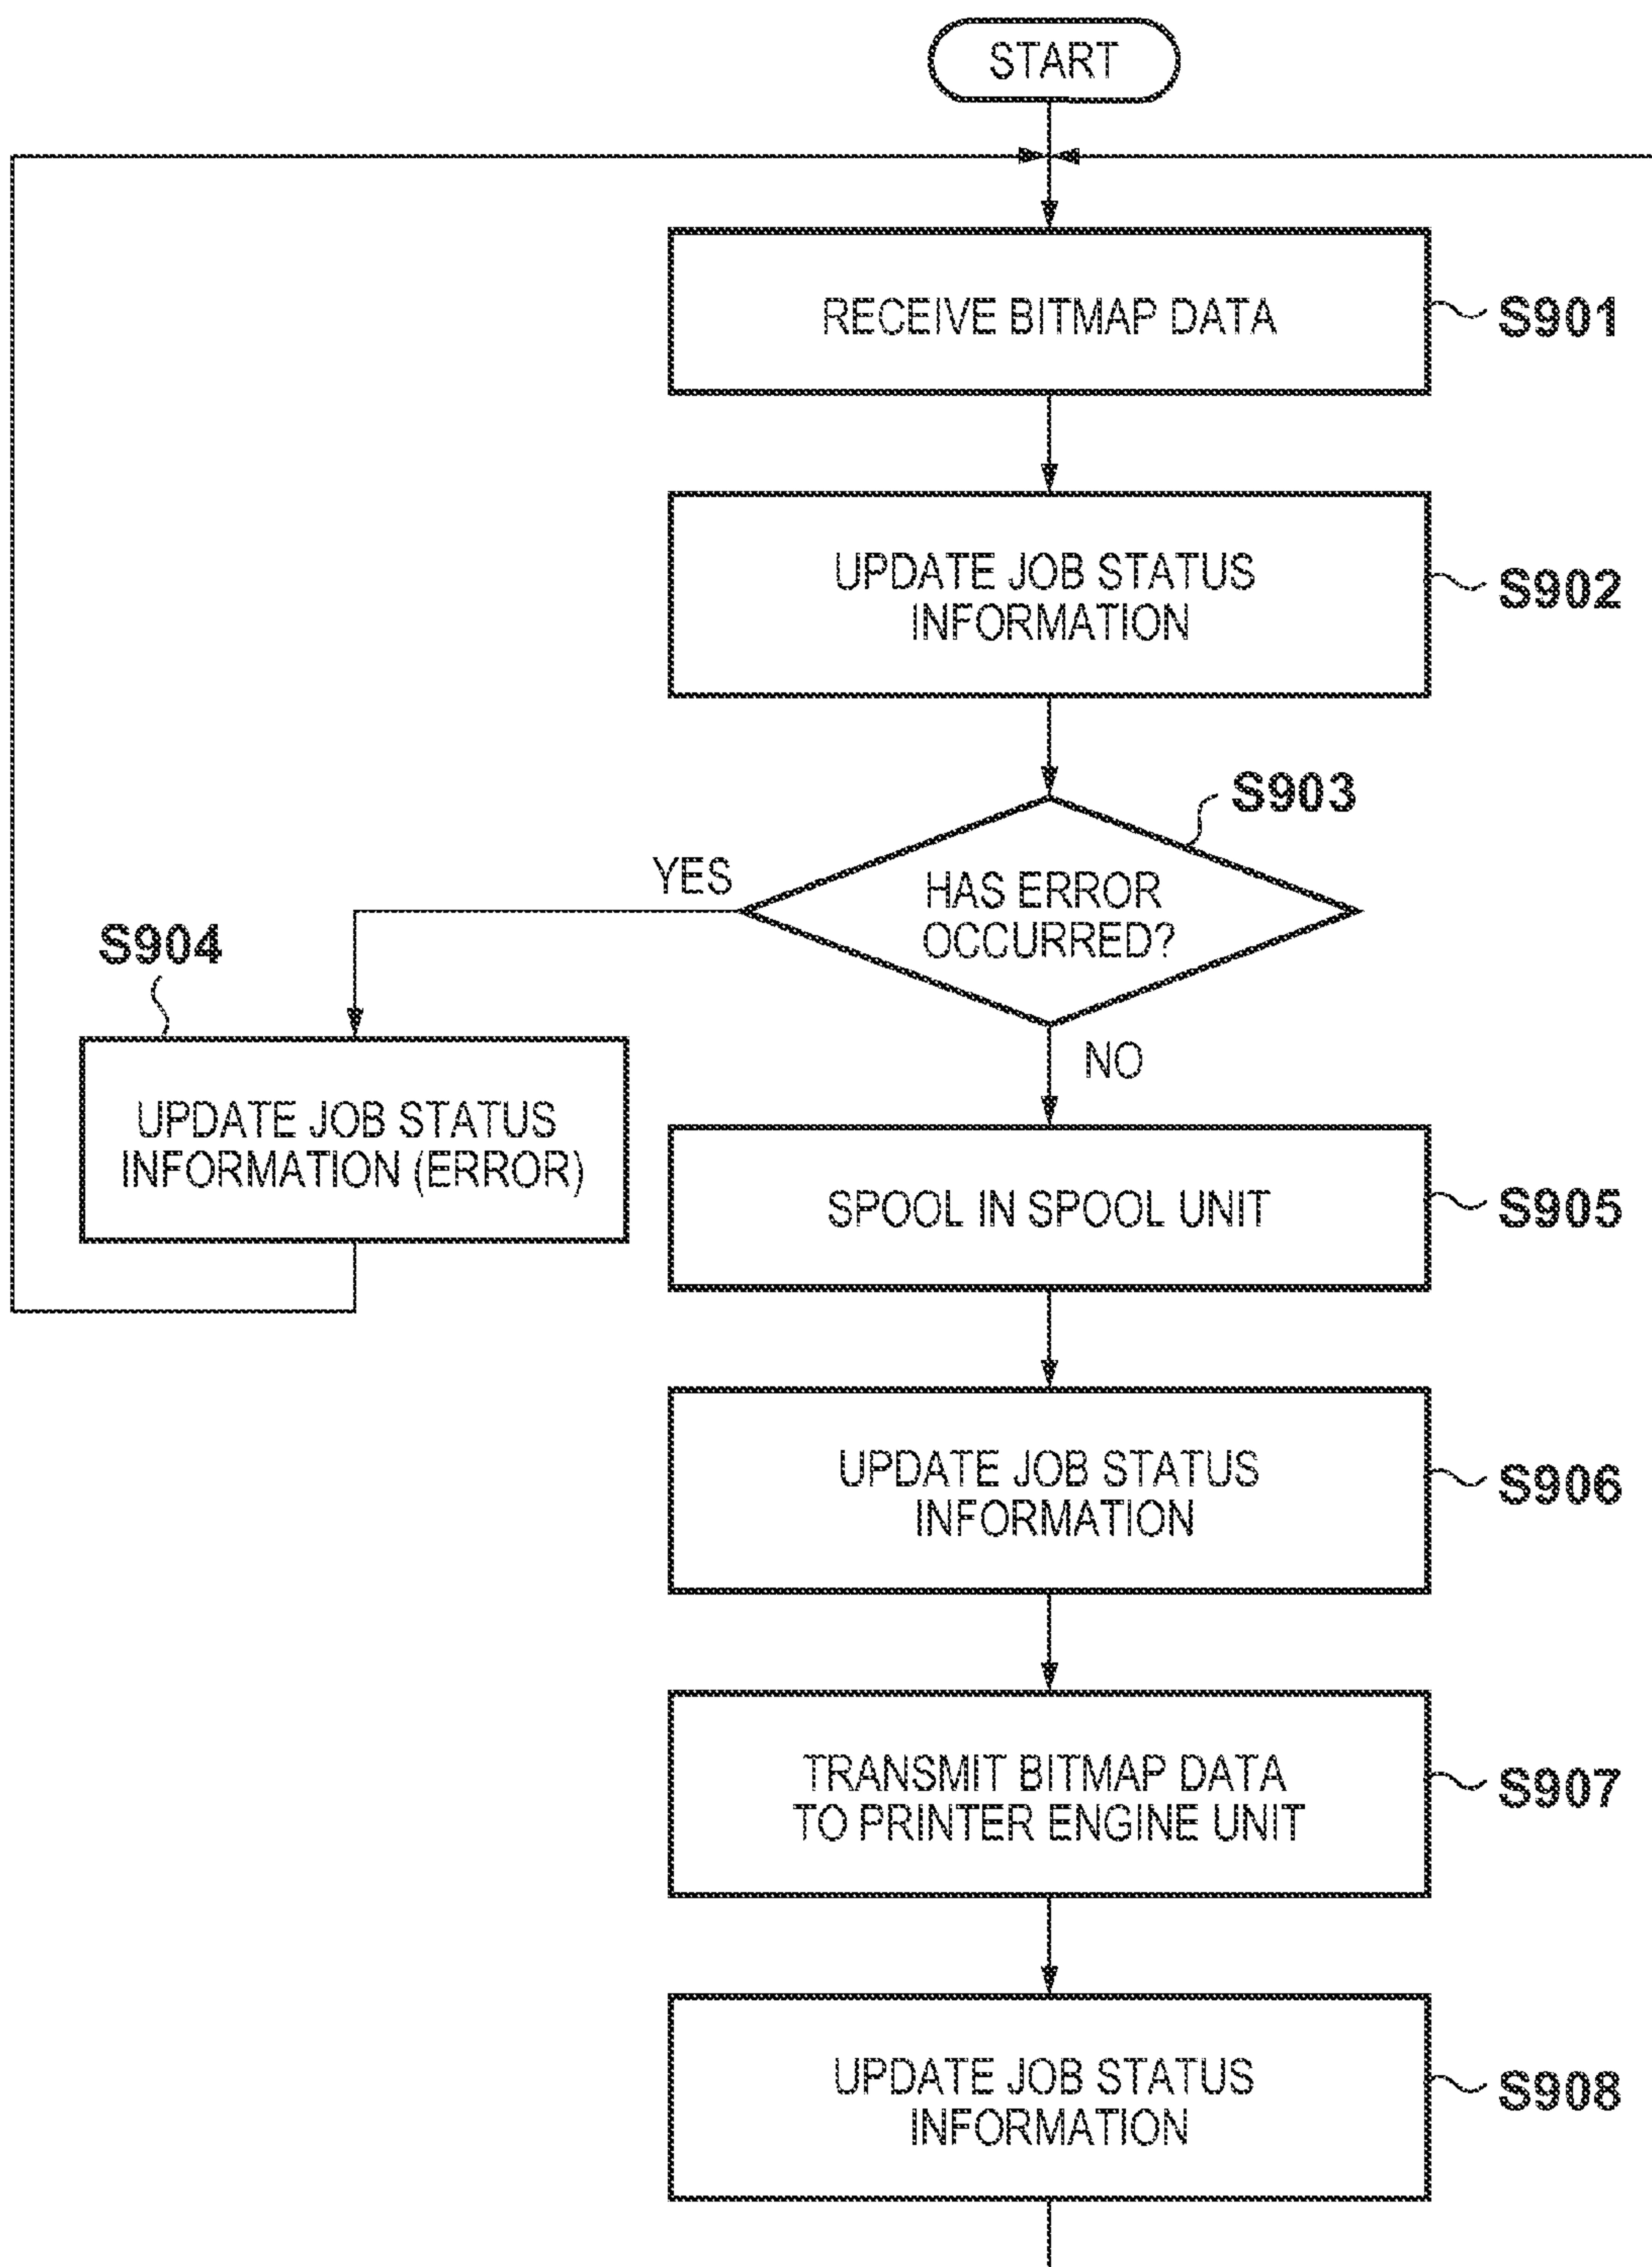 START
RECEIVE BITMAP DATA
S901
UPDATE JOB STATUS
INFORMATION
S902
S903
HAS ERROR
OCCURRED?
YES
NO
S904
UPDATE JOB STATUS
INFORMATION (ERROR)
SPOOL IN SPOOL UNIT
S905
UPDATE JOB STATUS
INFORMATION
S906
TRANSMIT BITMAP DATA
TO PRINTER ENGINE UNIT
S907
UPDATE JOB STATUS
INFORMATION
S908